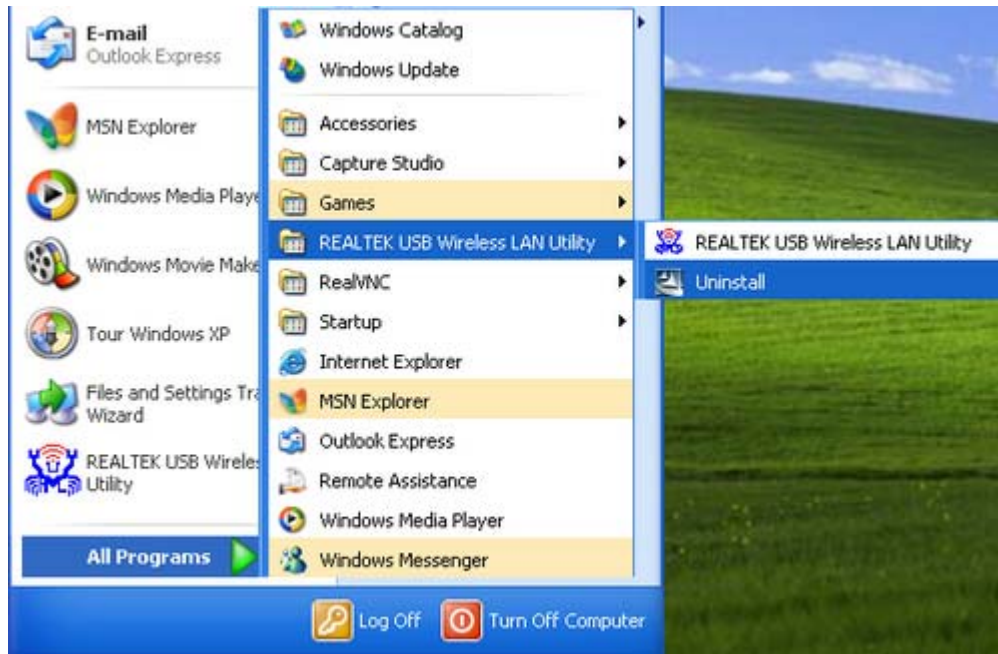 E-mail
Outlook Express
MSN Explorer
Windows Media Playe
Windows Movie Make
Tour Windows XP
Files and Settings Tra
Wizard
REALTEK USB Wireles
Utility
All Programs
Windows Catalog
Windows Update
Accessories
Capture Studio
Games
REALTEK USB Wireless LAN Utility
RealVNC
Startup
Internet Explorer
MSN Explorer
Outlook Express
Remote Assistance
Windows Media Player
Windows Messenger
REALTEK USB Wireless LAN Utility
Uninstall
Log Off
Turn Off Computer